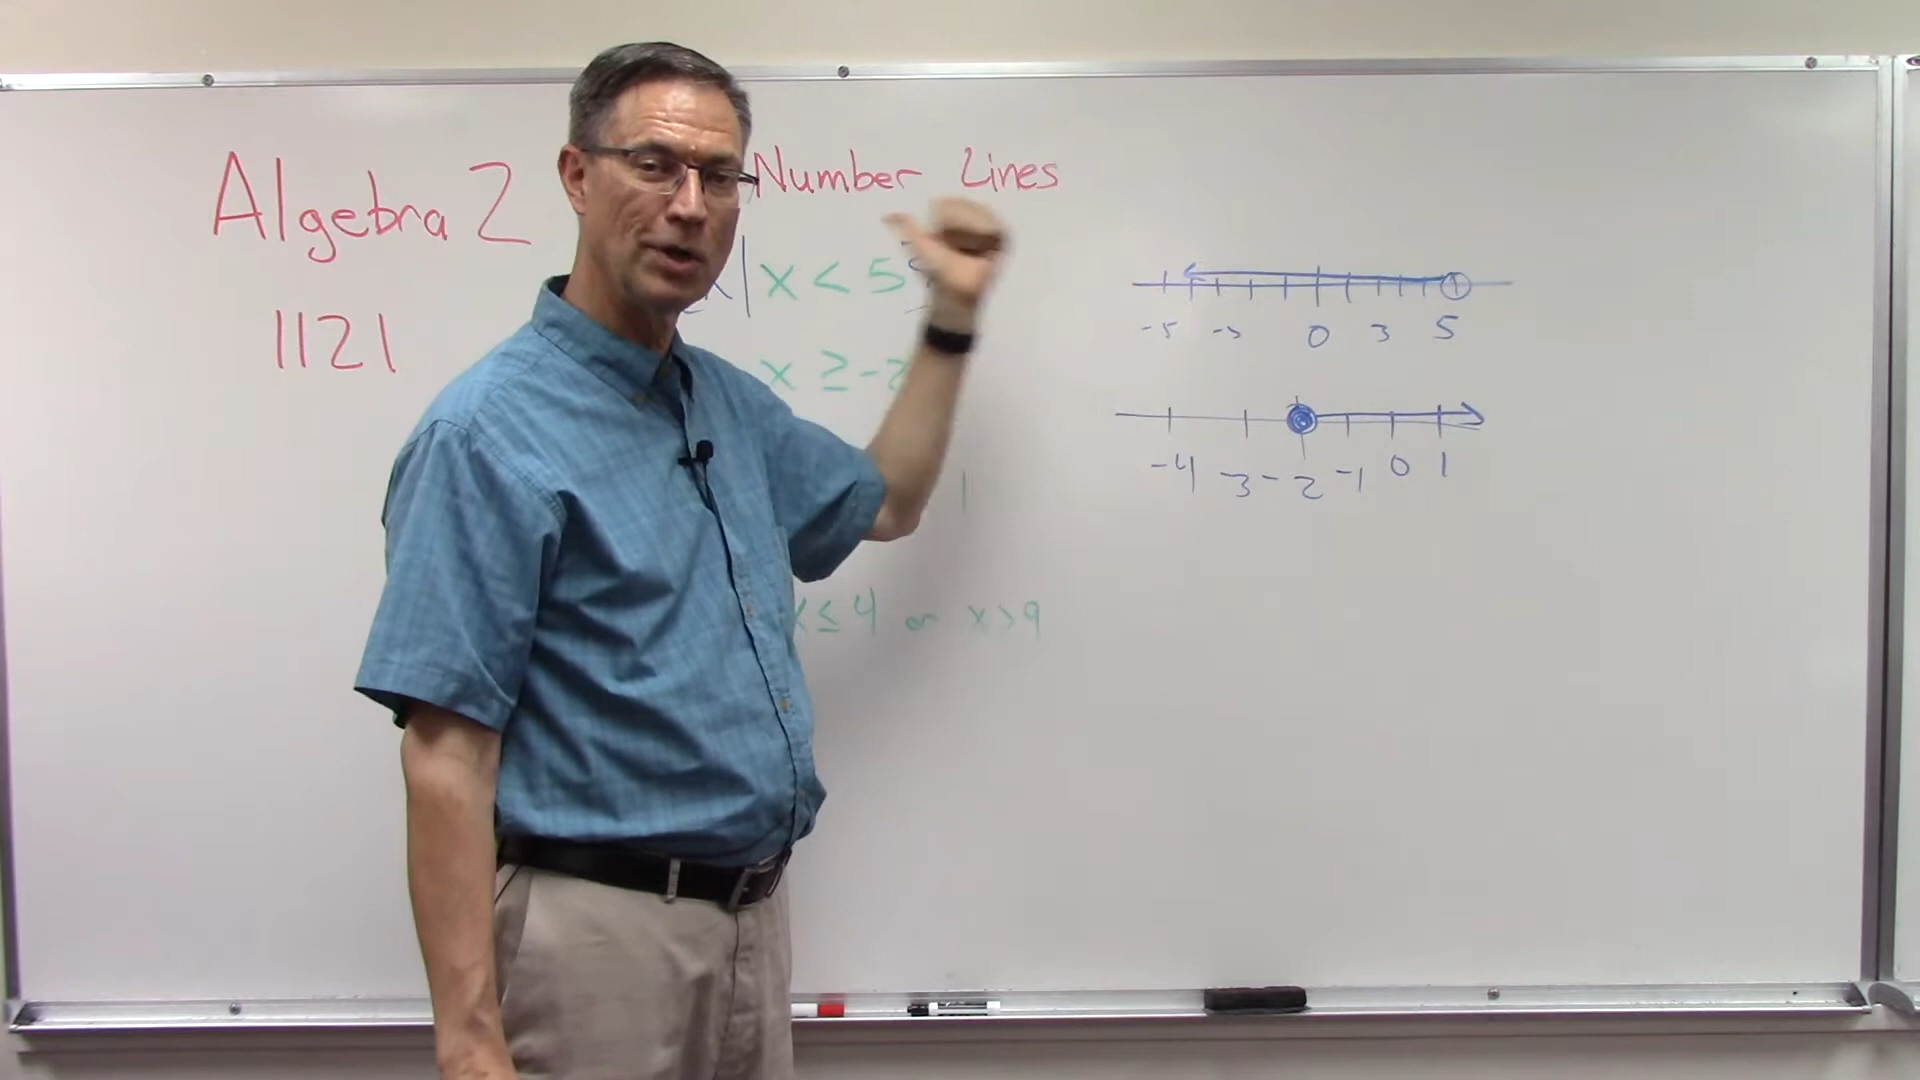 Algebra 2
1121
Number Lines
| x < 5 }
x ≥ -2
x ≤ 4 or x > 9
-5 -3 0 3 5
-4 -3 -2 -1 0 1